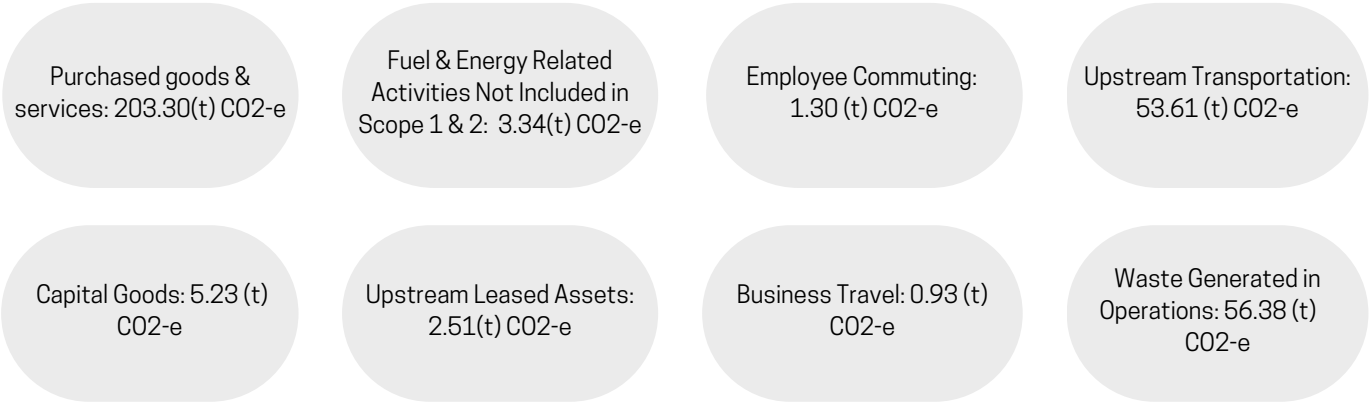 Purchased goods &
services: 203.30(t) CO2-e
Fuel & Energy Related
Activities Not Included in
Scope 1 & 2:  3.34(t) CO2-e
Employee Commuting:
1.30 (t) CO2-e
Upstream Transportation:
53.61 (t) CO2-e
Capital Goods: 5.23 (t)
CO2-e
Upstream Leased Assets:
2.51(t) CO2-e
Business Travel: 0.93 (t)
CO2-e
Waste Generated in
Operations: 56.38 (t)
CO2-e